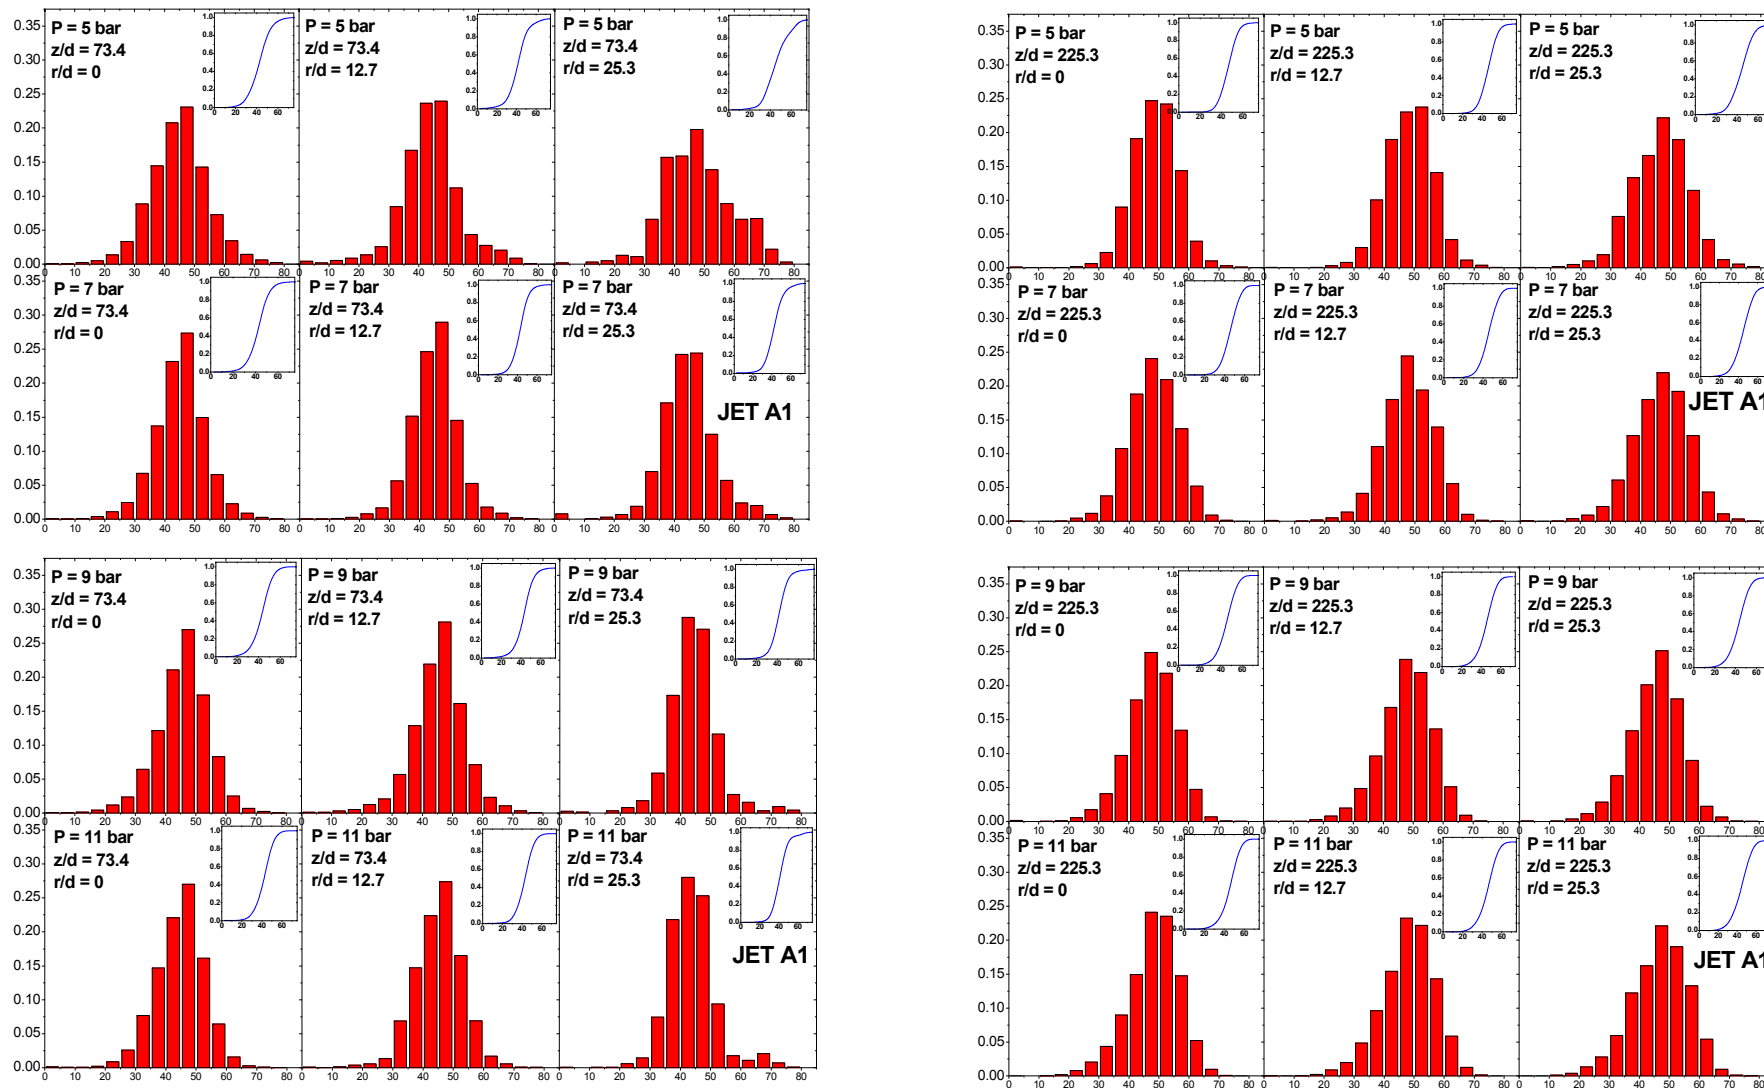 P = 5 bar
z/d = 73.4
r/d = 0
P = 5 bar
z/d = 73.4
r/d = 12.7
P = 5 bar
z/d = 73.4
r/d = 25.3
P = 7 bar
z/d = 73.4
r/d = 0
P = 7 bar
z/d = 73.4
r/d = 12.7
P = 7 bar
z/d = 73.4
r/d = 25.3
JET A1
P = 9 bar
z/d = 73.4
r/d = 0
P = 9 bar
z/d = 73.4
r/d = 12.7
P = 9 bar
z/d = 73.4
r/d = 25.3
P = 11 bar
z/d = 73.4
r/d = 0
P = 11 bar
z/d = 73.4
r/d = 12.7
P = 11 bar
z/d = 73.4
r/d = 25.3
JET A1
0.35
0.30
0.25
0.20
0.15
0.10
0.05
0.00
0 10 20 30 40 50 60 70 80
P = 5 bar
z/d = 225.3
r/d = 0
P = 5 bar
z/d = 225.3
r/d = 12.7
P = 5 bar
z/d = 225.3
r/d = 25.3
P = 7 bar
z/d = 225.3
r/d = 0
P = 7 bar
z/d = 225.3
r/d = 12.7
P = 7 bar
z/d = 225.3
r/d = 25.3
JET A1
P = 9 bar
z/d = 225.3
r/d = 0
P = 9 bar
z/d = 225.3
r/d = 12.7
P = 9 bar
z/d = 225.3
r/d = 25.3
P = 11 bar
z/d = 225.3
r/d = 0
P = 11 bar
z/d = 225.3
r/d = 12.7
P = 11 bar
z/d = 225.3
r/d = 25.3
JET A1